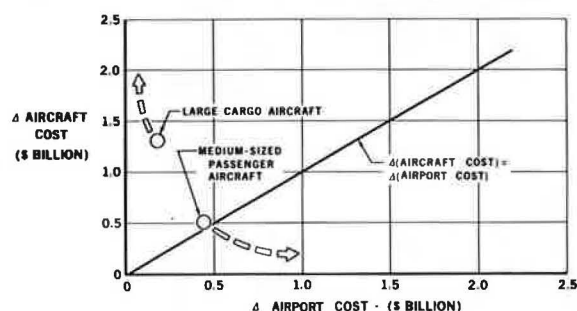 2.5
2.0
1.5
1.0
0.5
0
Δ AIRCRAFT
COST
($ BILLION)
LARGE CARGO AIRCRAFT
MEDIUM-SIZED
PASSENGER
AIRCRAFT
Δ(AIRCRAFT COST)=
Δ(AIRPORT COST)
0 0.5 1.0 1.5 2.0 2.5
Δ AIRPORT COST - ($ BILLION)